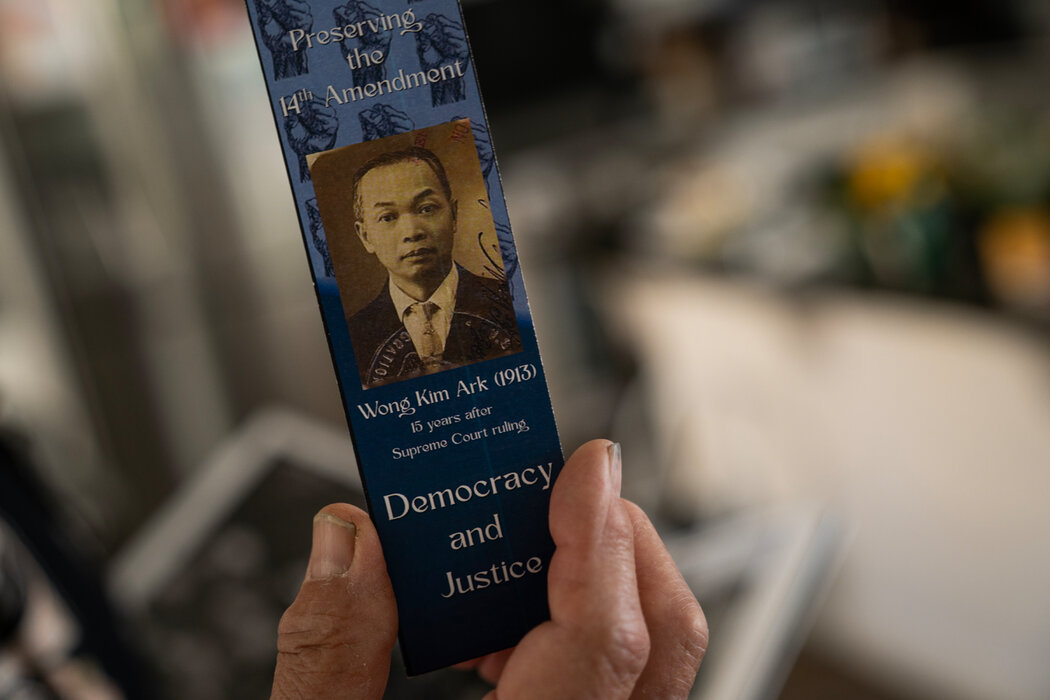 Preserving
the
14th Amendment
Wong Kim Ark (1913)
15 years after
Supreme Court ruling
Democracy
and
Justice